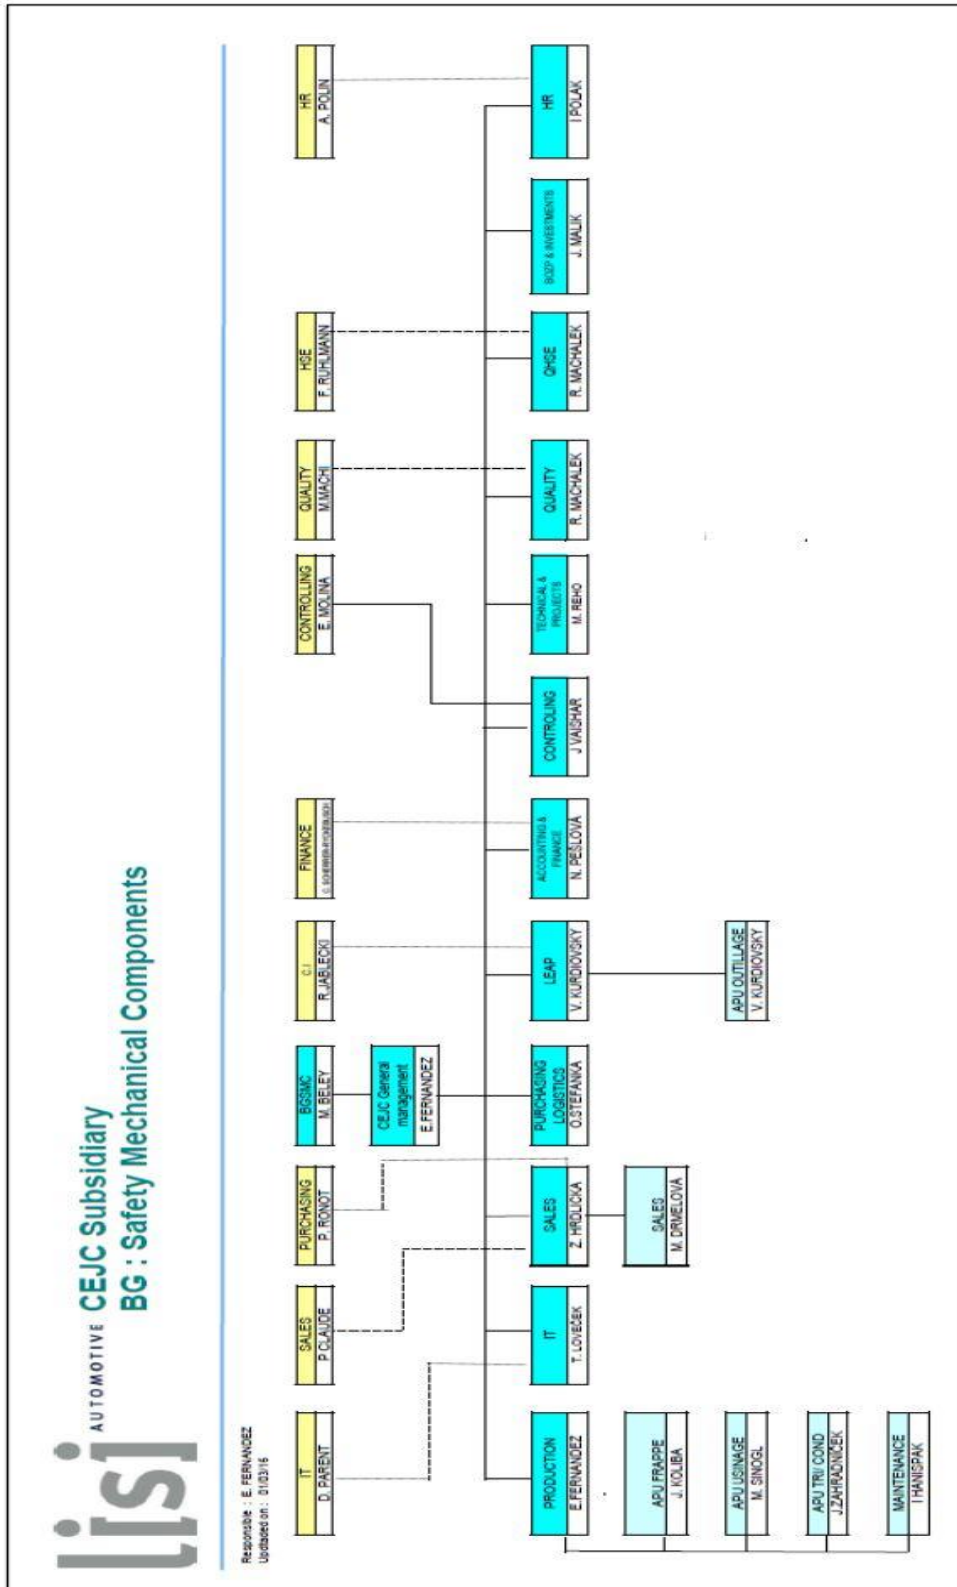 lisi
AUTOMOTIVE
CEJC Subsidiary
BG : Safety Mechanical Components
Responsible : E. FERNANDEZ
Updtaded on : 01/03/16
IT
D. PARENT
SALES
P CLAUDE
PURCHASING
P. RONOT
BGSMC
M. BELEY
C.I
R.JABLECKI
FINANCE
CONTROLLING
E. MOLINA
QUALITY
M.MACHI
HSE
F. RUHLMANN
HR
A. POLIN
CEJC General
management
E.FERNANDEZ
PRODUCTION
E.FERNANDEZ
IT
T. LOVEČEK
SALES
Z. HRDLICKA
PURCHASING
LOGISTICS
O.STEFANKA
LEAP
V. KURDIOVSKY
ACCOUNTING &
FINANCE
N. PEŠLOVÁ
CONTROLING
J VAISHAR
TECHNICAL &
PROJECTS
M. REHO
QUALITY
R. MACHALEK
QHSE
R. MACHALEK
BOZP & INVESTMENTS
J. MALIK
HR
I POLAK
APU FRAPPE
J. KOLIBA
SALES
M. DRMELOVÁ
APU USINAGE
M. SINOGL
APU OUTILLAGE
V. KURDIOVSKY
APU TRI/ COND
J.ZAHRADNÍČEK
MAINTENANCE
I HANISPAK